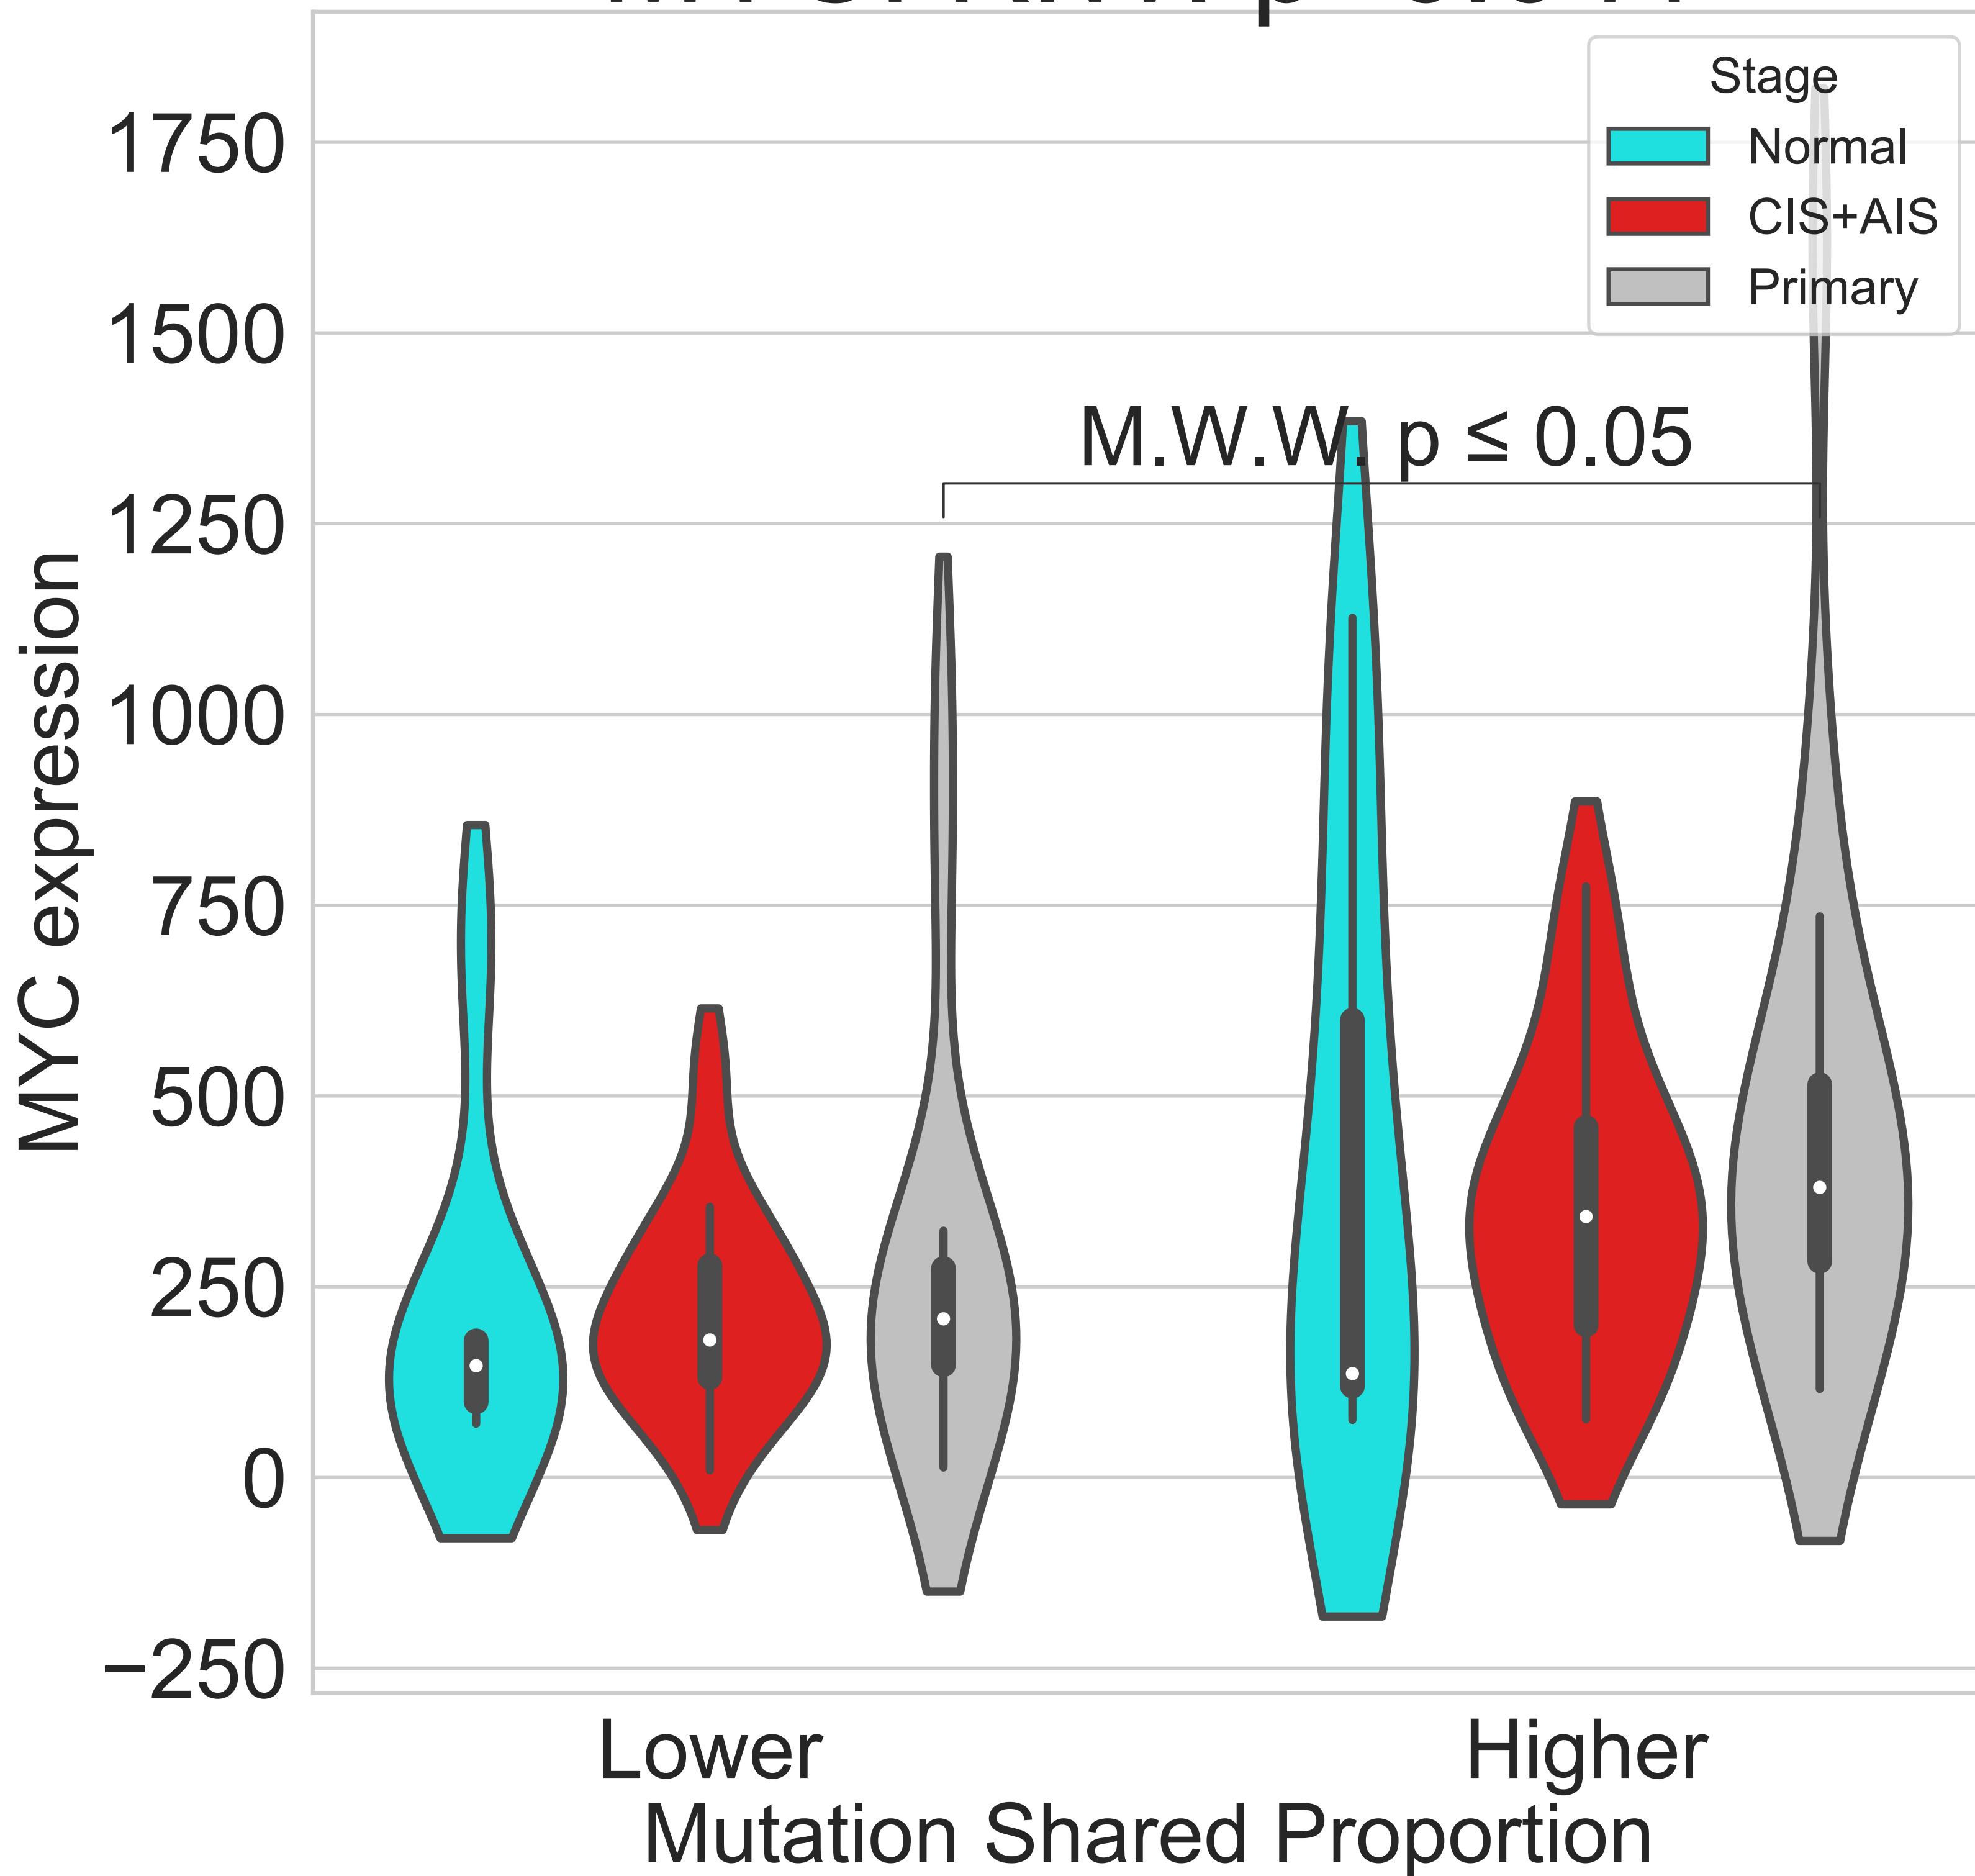 Stage
Normal
CIS+AIS
Primary
1750
1500
1250
1000
750
500
250
0
−250
MYC expression
M.W.W. p ≤ 0.05
Lower
Higher
Mutation Shared Proportion